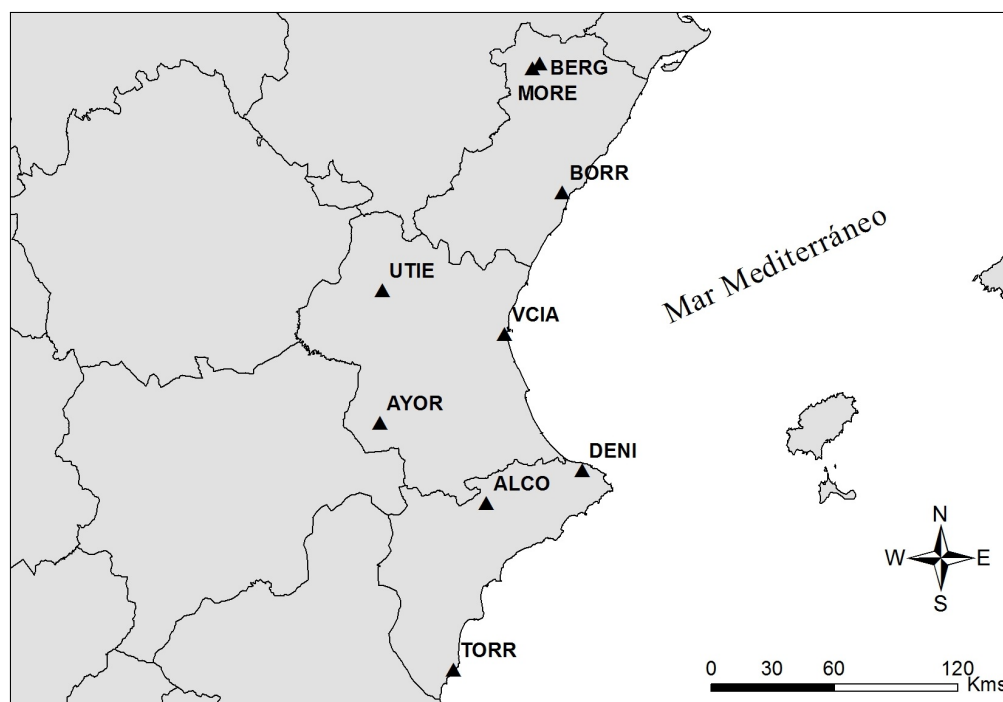 BERG
MORE
BORR
Mar Mediterráneo
UTIE
VCIA
AYOR
DENI
ALCO
N
W E
S
TORR
0 30 60 120
Kms